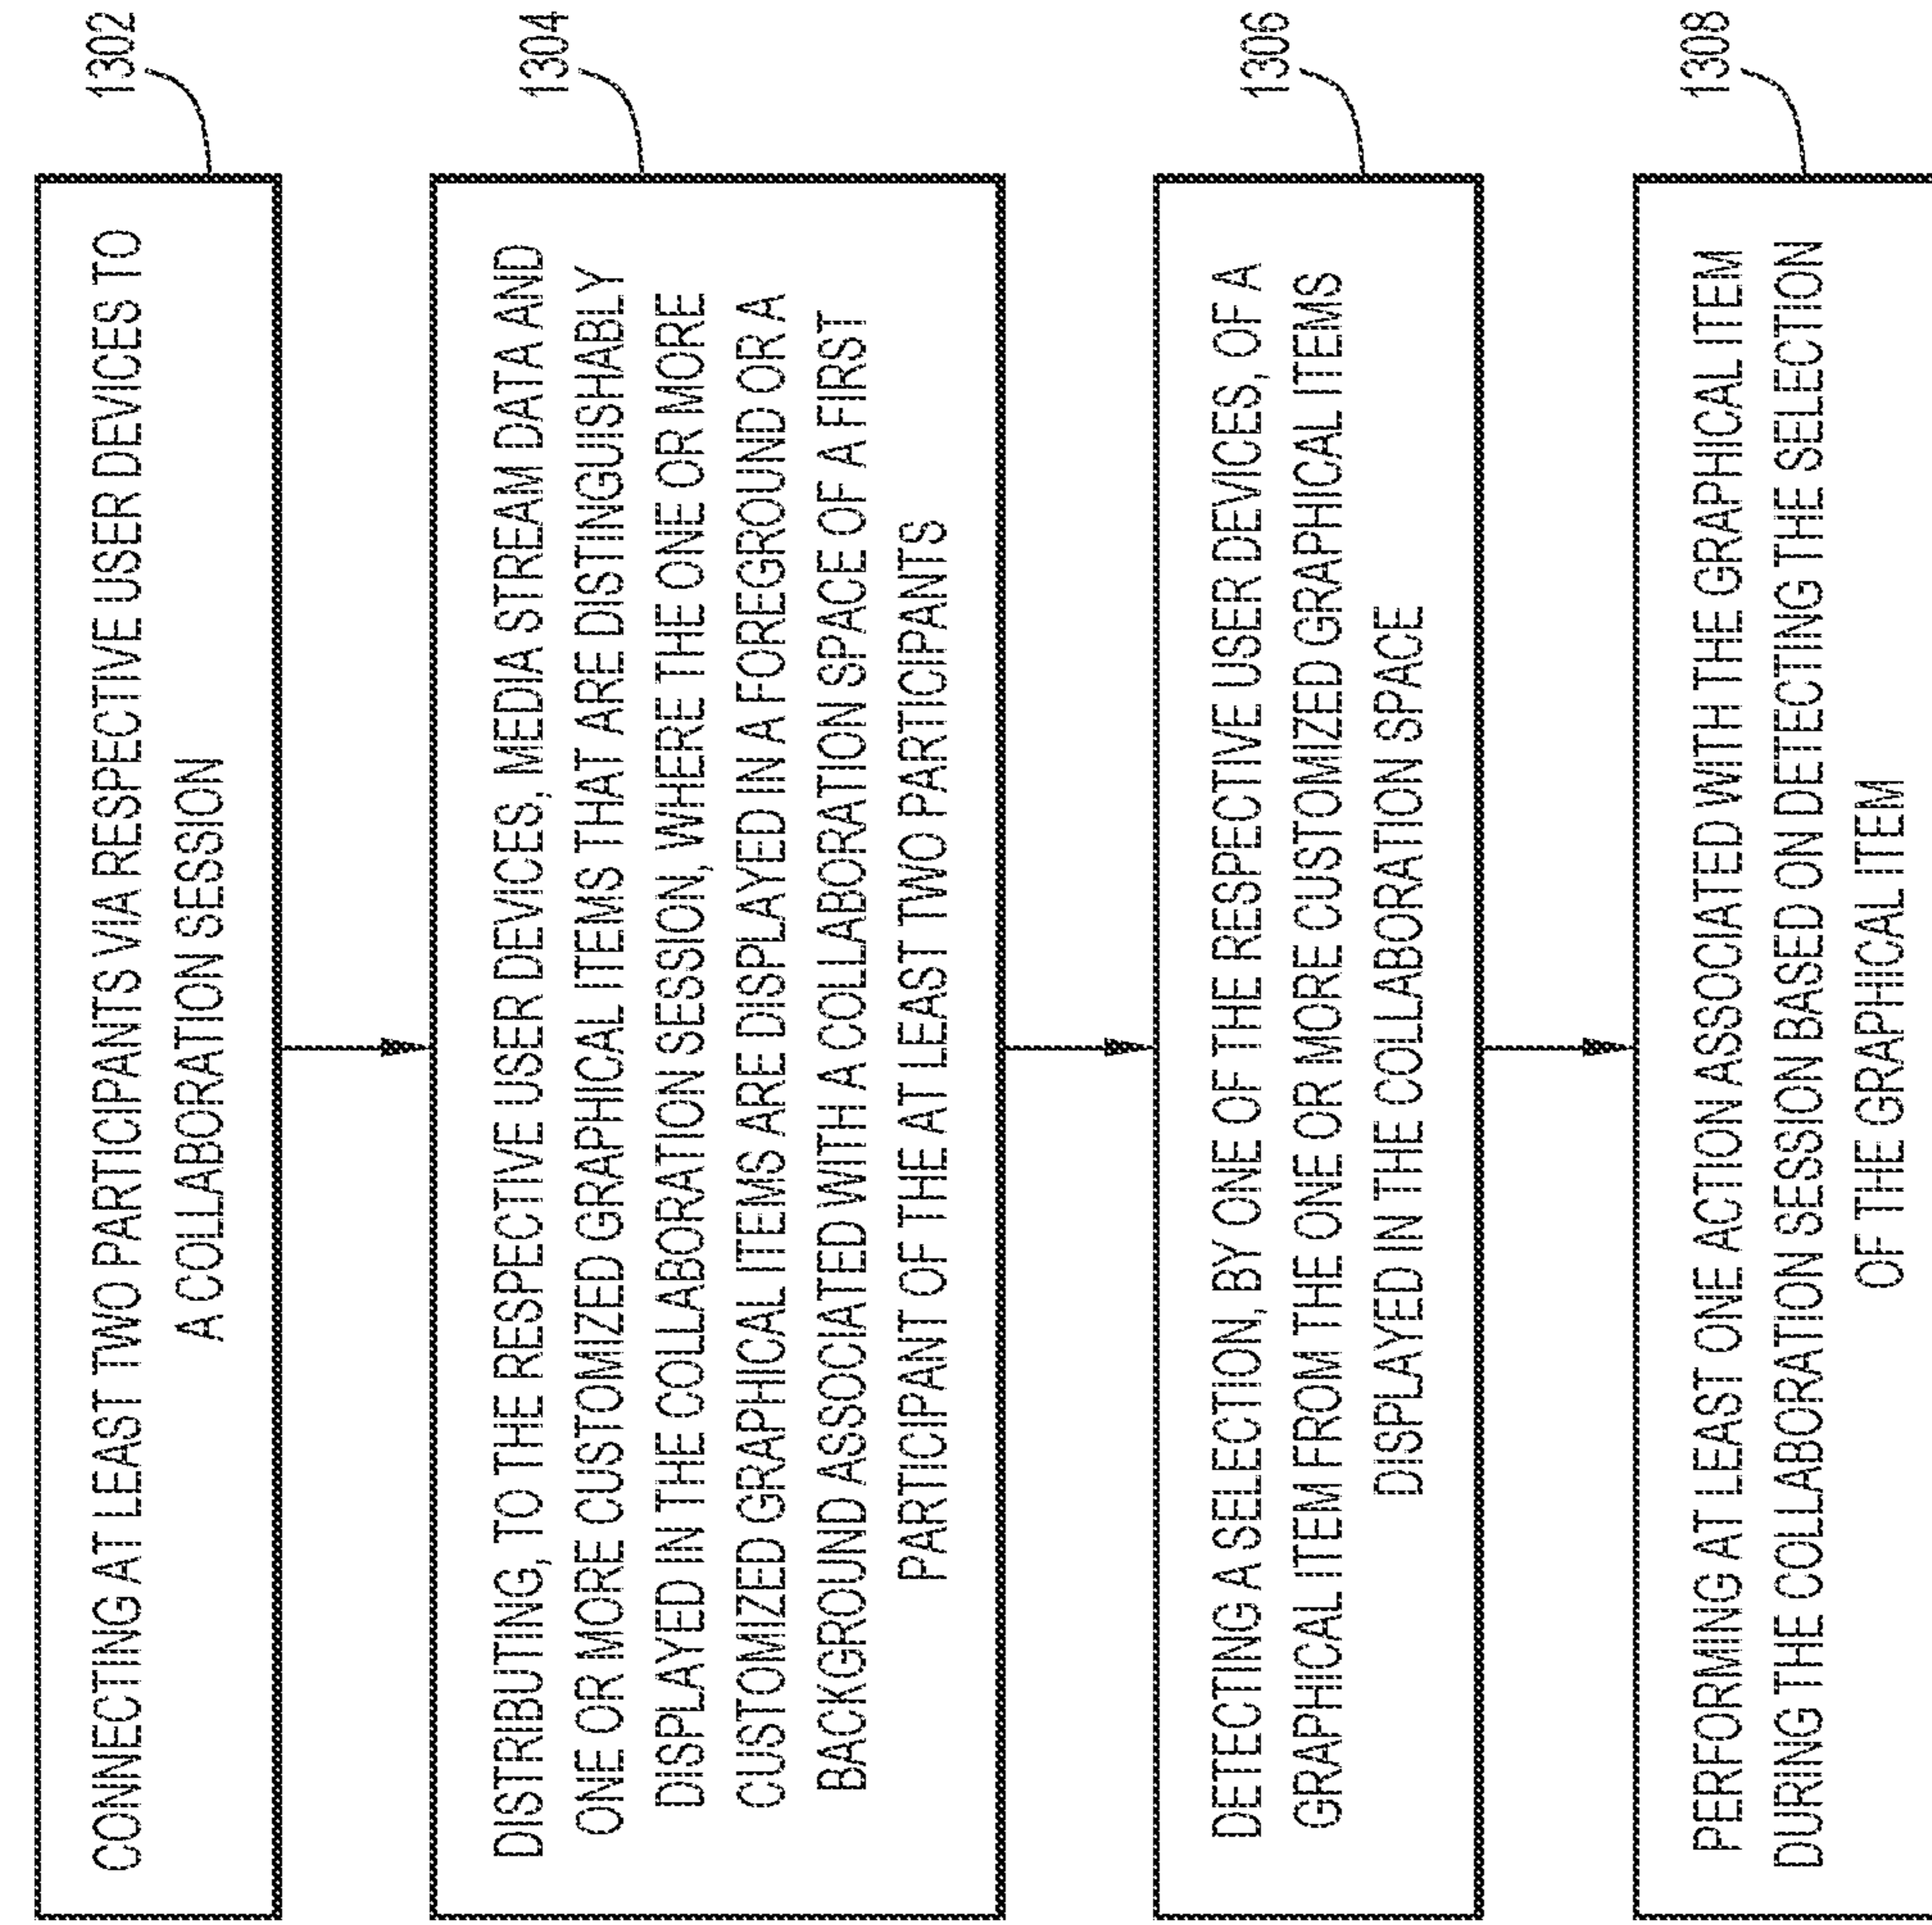 1302
CONNECTING AT LEAST TWO PARTICIPANTS VIA RESPECTIVE USER DEVICES TO
A COLLABORATION SESSION
1304
DISTRIBUTING, TO THE RESPECTIVE USER DEVICES, MEDIA STREAM DATA AND
ONE OR MORE CUSTOMIZED GRAPHICAL ITEMS THAT ARE DISTINGUISHABLY
DISPLAYED IN THE COLLABORATION SESSION, WHERE THE ONE OR MORE
CUSTOMIZED GRAPHICAL ITEMS ARE DISPLAYED IN A FOREGROUND OR A
BACKGROUND ASSOCIATED WITH A COLLABORATION SPACE OF A FIRST
PARTICIPANT OF THE AT LEAST TWO PARTICIPANTS
1306
DETECTING A SELECTION, BY ONE OF THE RESPECTIVE USER DEVICES, OF A
GRAPHICAL ITEM FROM THE ONE OR MORE CUSTOMIZED GRAPHICAL ITEMS
DISPLAYED IN THE COLLABORATION SPACE
1308
PERFORMING AT LEAST ONE ACTION ASSOCIATED WITH THE GRAPHICAL ITEM
DURING THE COLLABORATION SESSION BASED ON DETECTING THE SELECTION
OF THE GRAPHICAL ITEM